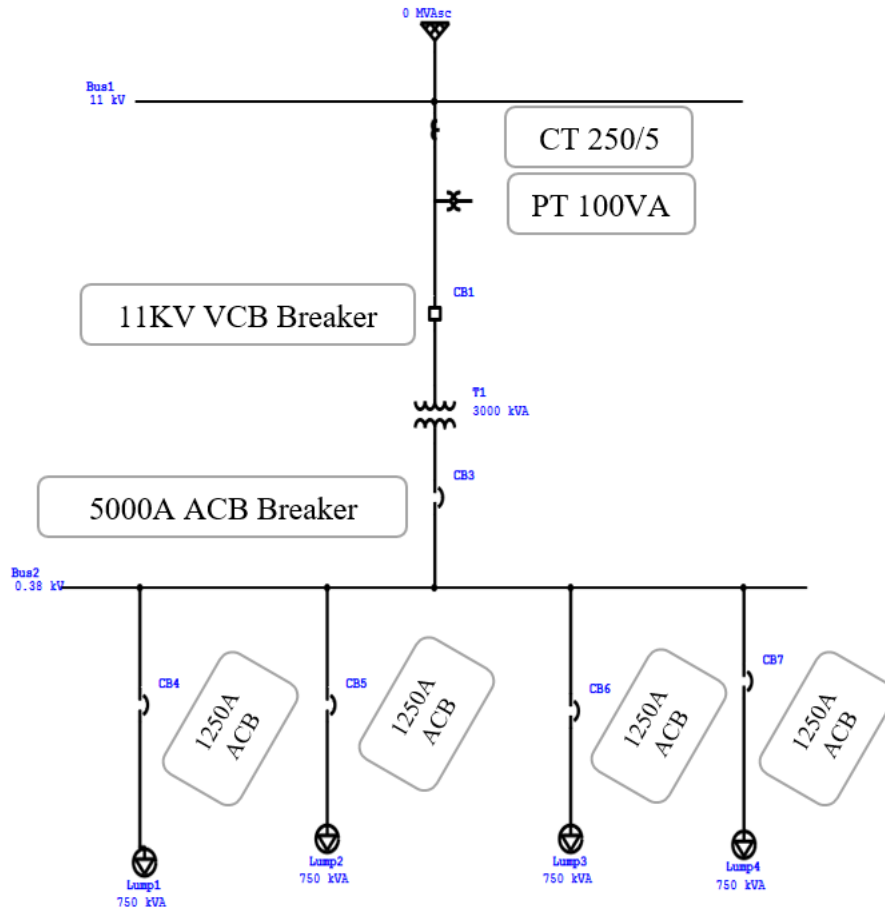 0 MVAsc
Bus1
11 kV
CT 250/5
PT 100VA
CB1
11KV VCB Breaker
T1
3000 kVA
CB3
5000A ACB Breaker
Bus2
0.38 kV
CB4
1250A
ACB
CB5
1250A
ACB
CB6
1250A
ACB
CB7
1250A
ACB
Lump1
750 kVA
Lump2
750 kVA
Lump3
750 kVA
Lump4
750 kVA